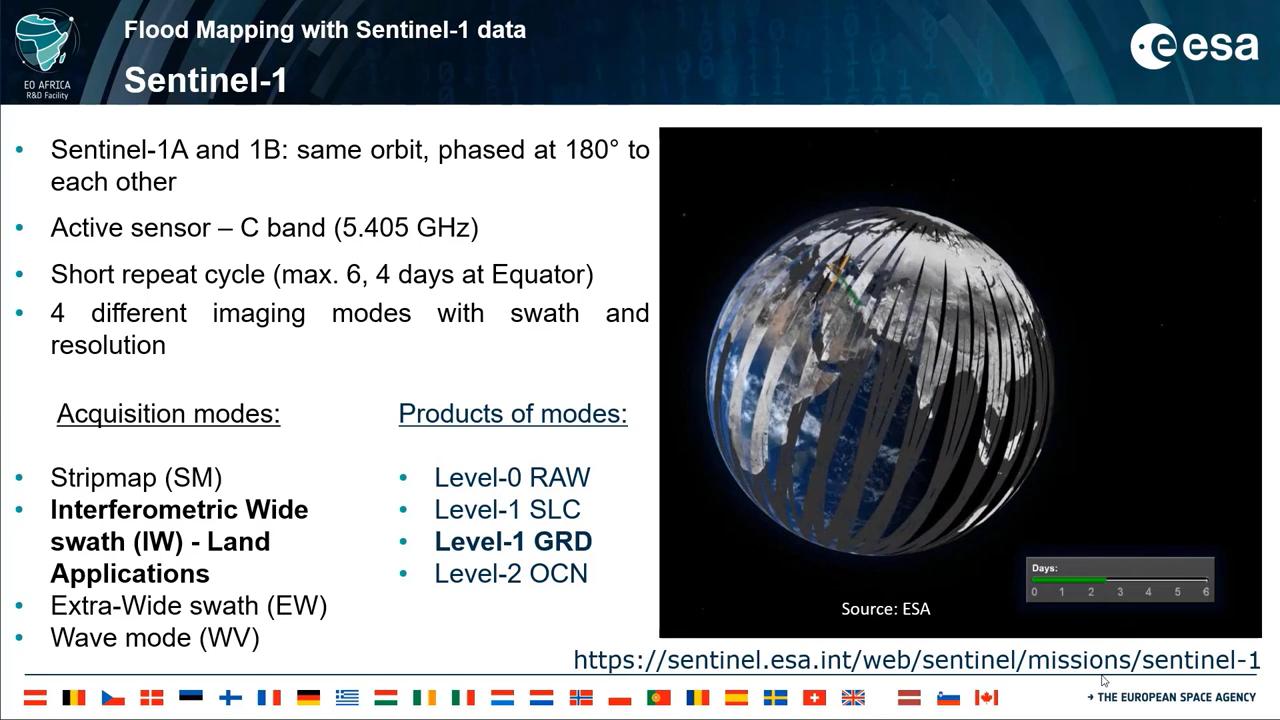 Flood Mapping with Sentinel-1 data
Sentinel-1
EO AFRICA
R&D Facility
esa
• Sentinel-1A and 1B: same orbit, phased at 180° to
each other
• Active sensor – C band (5.405 GHz)
• Short repeat cycle (max. 6, 4 days at Equator)
• 4 different imaging modes with swath and
resolution
Acquisition modes:
• Stripmap (SM)
• Interferometric Wide
swath (IW) - Land
Applications
• Extra-Wide swath (EW)
• Wave mode (WV)
Products of modes:
• Level-0 RAW
• Level-1 SLC
• Level-1 GRD
• Level-2 OCN
Days:
0 1 2 3 4 5 6
Source: ESA
https://sentinel.esa.int/web/sentinel/missions/sentinel-1
→ THE EUROPEAN SPACE AGENCY